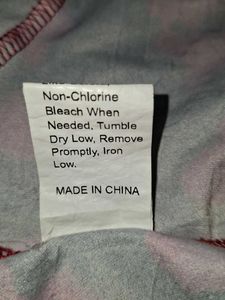 Non-Chlorine
Bleach When
Needed, Tumble
Dry Low, Remove
Promptly, Iron
Low.
MADE IN CHINA